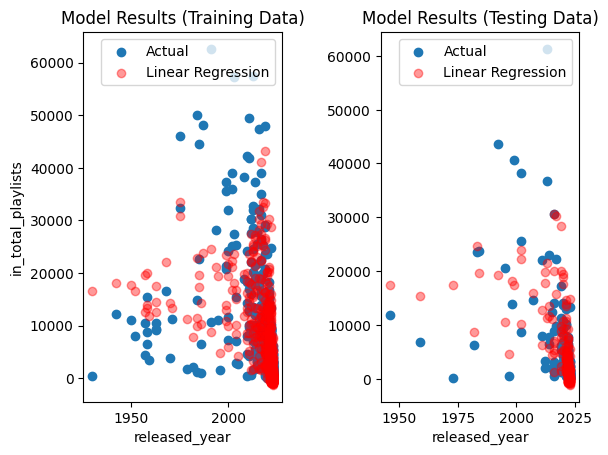 Model Results (Training Data)
Actual
Linear Regression
in_total_playlists
60000
50000
40000
30000
20000
10000
0
1950
2000
released_year
Model Results (Testing Data)
Actual
Linear Regression
60000
50000
40000
30000
20000
10000
0
1950
1975
2000
2025
released_year